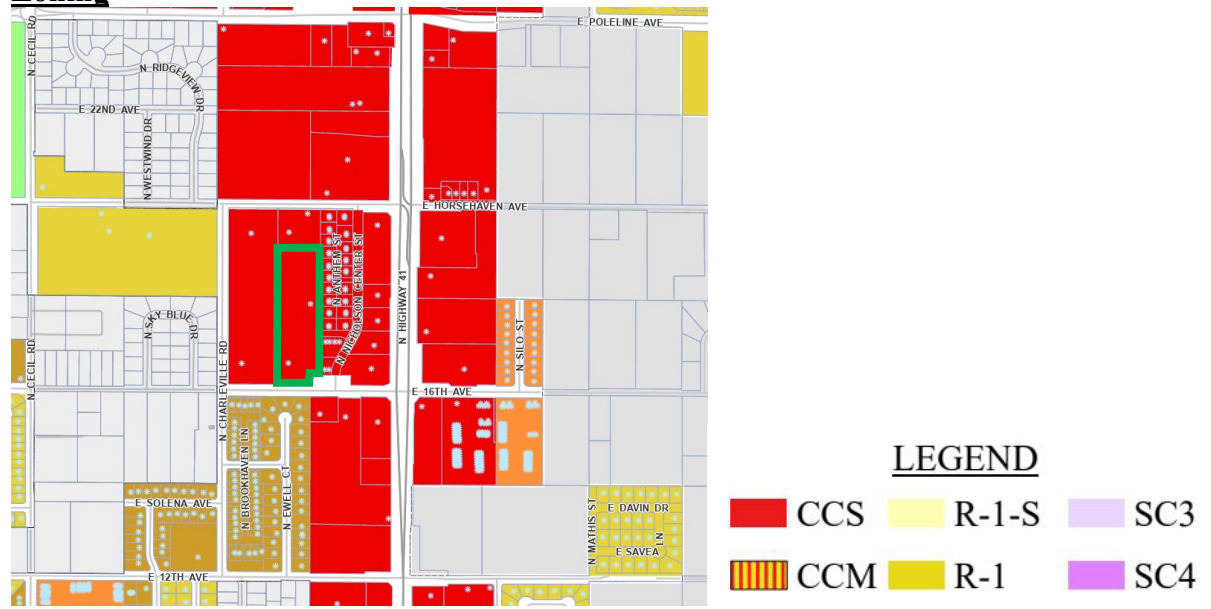 Zoning
E POLELINE AVE
N CECIL RD
N RIDGEVIEW DR
E 22ND AVE
N WESTWIND DR
E HORSEHAVEN AVE
N ANTHEM ST
N NICHOLSON CENTER ST
N HIGHWAY 41
N SKY BLUE DR
N CHARLEVILLE RD
N SILO ST
N CECIL RD
E 16TH AVE
N BROOKHAVEN LN
N EWELL CT
E SOLENA AVE
N MATHIS ST
E DAVIN DR
E SAVEA
LN
E 12TH AVE
LEGEND
CCS R-1-S SC3
CCM R-1 SC4